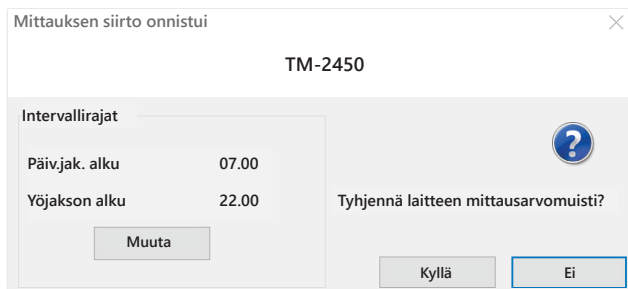 Mittauksen siirto onnistui
TM-2450
Intervallirajat
Päiv.jak. alku 07.00
Yöjakson alku 22.00
Muuta
Tyhjennä laitteen mittausarvomuisti?
Kyllä Ei